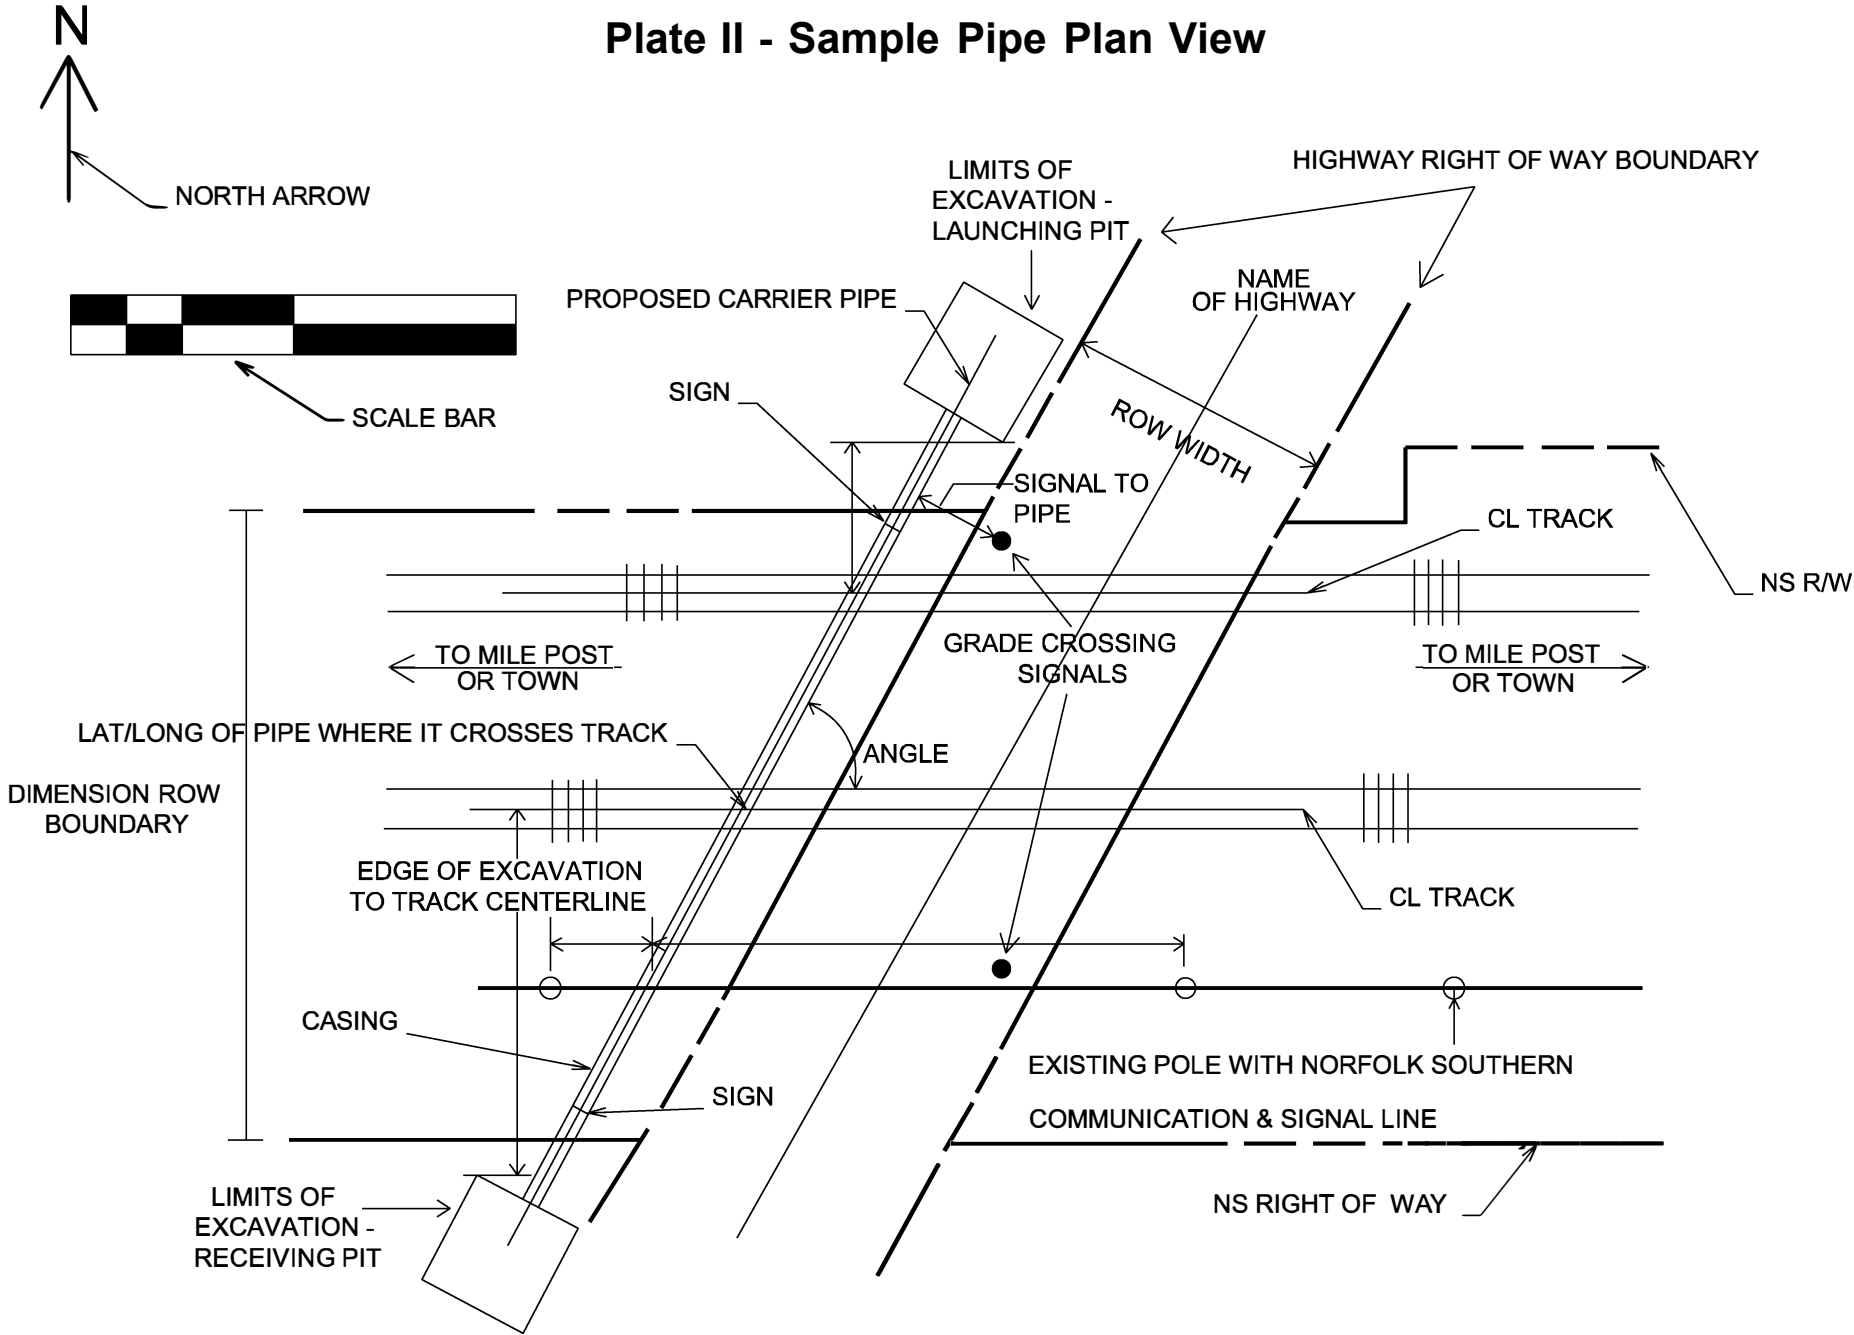 Plate II - Sample Pipe Plan View
N
NORTH ARROW
SCALE BAR
LIMITS OF
EXCAVATION -
LAUNCHING PIT
HIGHWAY RIGHT OF WAY BOUNDARY
PROPOSED CARRIER PIPE
NAME
OF HIGHWAY
SIGN
ROW WIDTH
SIGNAL TO
PIPE
CL TRACK
NS R/W
GRADE CROSSING
SIGNALS
TO MILE POST
OR TOWN
TO MILE POST
OR TOWN
LAT/LONG OF PIPE WHERE IT CROSSES TRACK
ANGLE
DIMENSION ROW
BOUNDARY
EDGE OF EXCAVATION
TO TRACK CENTERLINE
CL TRACK
CASING
SIGN
EXISTING POLE WITH NORFOLK SOUTHERN
COMMUNICATION & SIGNAL LINE
LIMITS OF
EXCAVATION -
RECEIVING PIT
NS RIGHT OF WAY